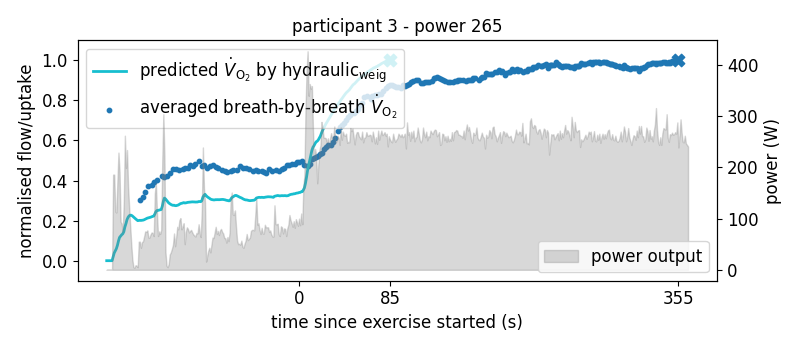 participant 3 - power 265
predicted V̇O₂ by hydraulicweig
averaged breath-by-breath V̇O₂
normalised flow/uptake
1.0
0.8
0.6
0.4
0.2
0.0
400
300
200
100
0
power (W)
power output
0 85 355
time since exercise started (s)